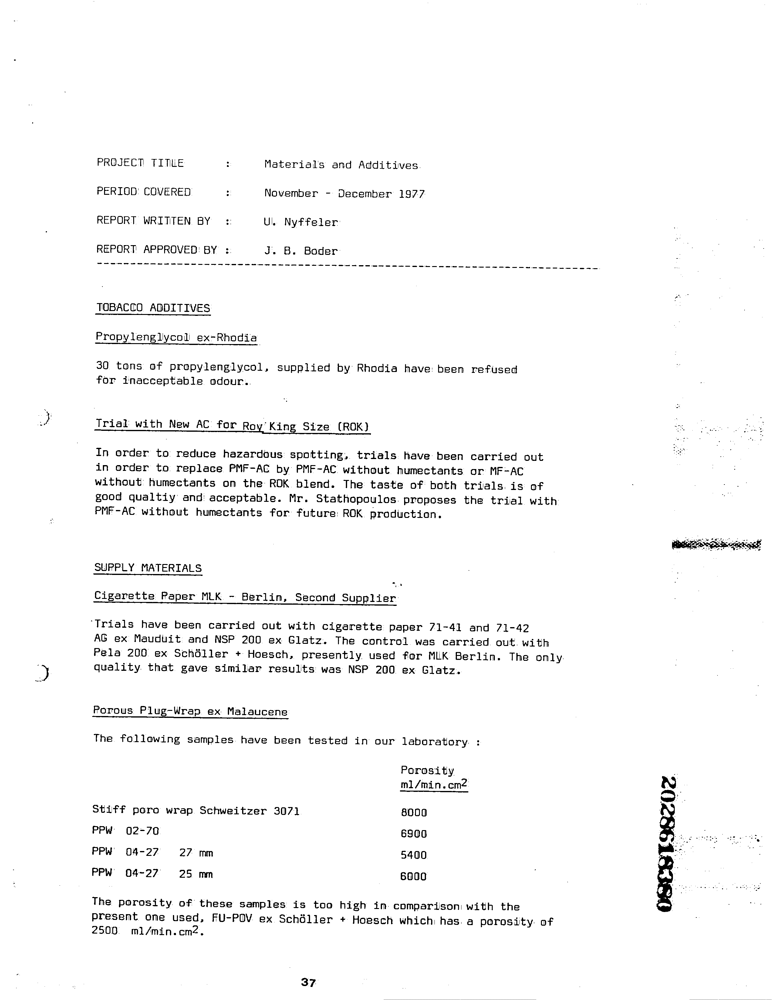 PROJECT TITLE : Materials and Additives
PERIOD COVERED : November - December 1977
REPORT WRITTEN BY : U. Nyffeler
REPORT APPROVED BY : J. B. Boder
TOBACCO ADDITIVES
Propylenglycol ex-Rhodia
30 tons of propylenglycol, supplied by Rhodia have been refused
for inacceptable odour.
Trial with New AC for Roy King Size (ROK)
In order to reduce hazardous spotting, trials have been carried out
in order to replace PMF-AC by PMF-AC without humectants or MF-AC
without humectants on the ROK blend. The taste of both trials is of
good qualtiy and acceptable. Mr. Stathopoulos proposes the trial with
PMF-AC without humectants for future ROK production.
SUPPLY MATERIALS
Cigarette Paper MLK - Berlin, Second Supplier
Trials have been carried out with cigarette paper 71-41 and 71-42
AG ex Mauduit and NSP 200 ex Glatz. The control was carried out with
Pela 200 ex Schöller + Hoesch, presently used for MLK Berlin. The only
quality that gave similar results was NSP 200 ex Glatz.
Porous Plug-Wrap ex Malaucene
The following samples have been tested in our laboratory :
Porosity
ml/min.cm2
Stiff poro wrap Schweitzer 3071 8000
PPW 02-70 6900
PPW 04-27 27 mm 5400
PPW 04-27 25 mm 6000
The porosity of these samples is too high in comparison with the
present one used, FU-POV ex Schöller + Hoesch which has a porosity of
2500 ml/min.cm2.
37
2028618380